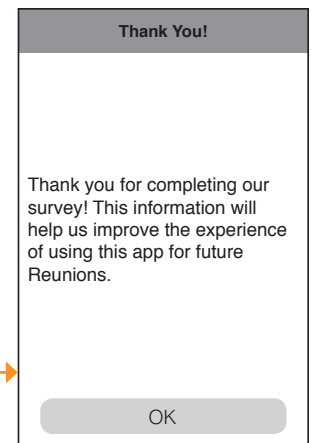 Thank You!
Thank you for completing our
survey! This information will
help us improve the experience
of using this app for future
Reunions.
OK